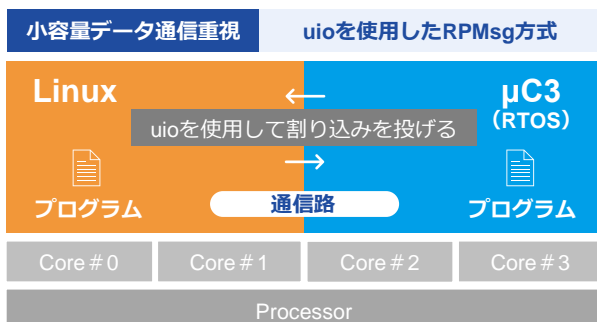 小容量データ通信重視
uioを使用したRPMsg方式
Linux
μC3
(RTOS)
uioを使用して割り込みを投げる
プログラム
通信路
プログラム
Core＃0
Core＃1
Core＃2
Core＃3
Processor